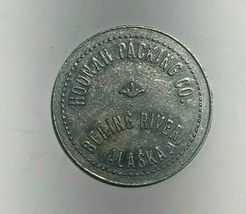 HOONAH PACKING CO.
BERING RIVER
ALASKA